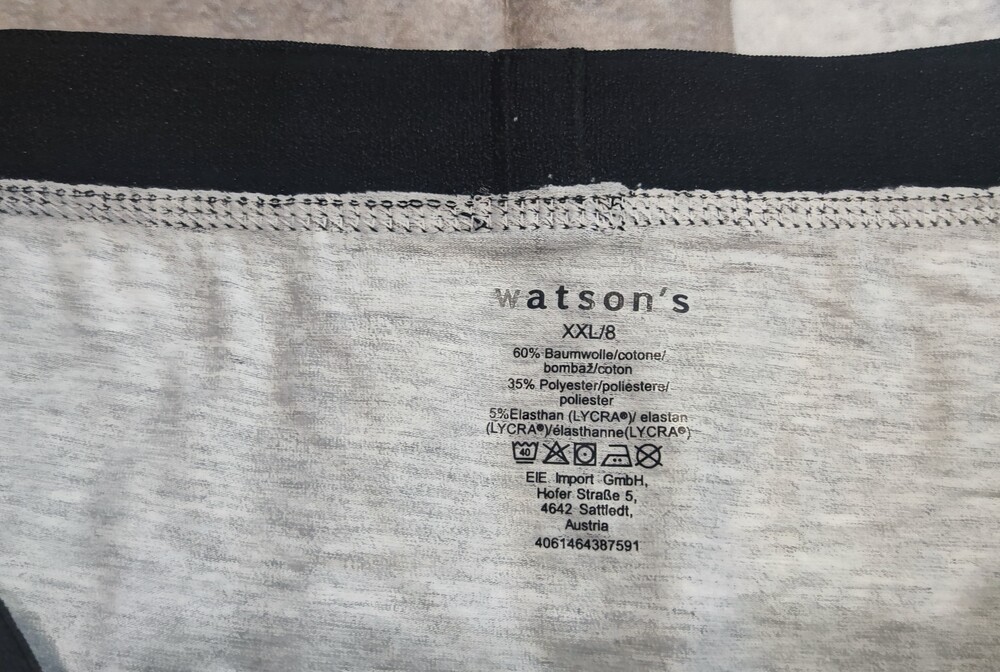 watson's
XXL/8
60% Baumwolle/cotone/
bombaž/coton
35% Polyester/poliestere/
poliester
5%Elasthan (LYCRA®)/ elastan
(LYCRA®)/élasthanne(LYCRA®)
40
EIE Import GmbH,
Hofer Straße 5,
4642 Sattledt,
Austria
4061464387591